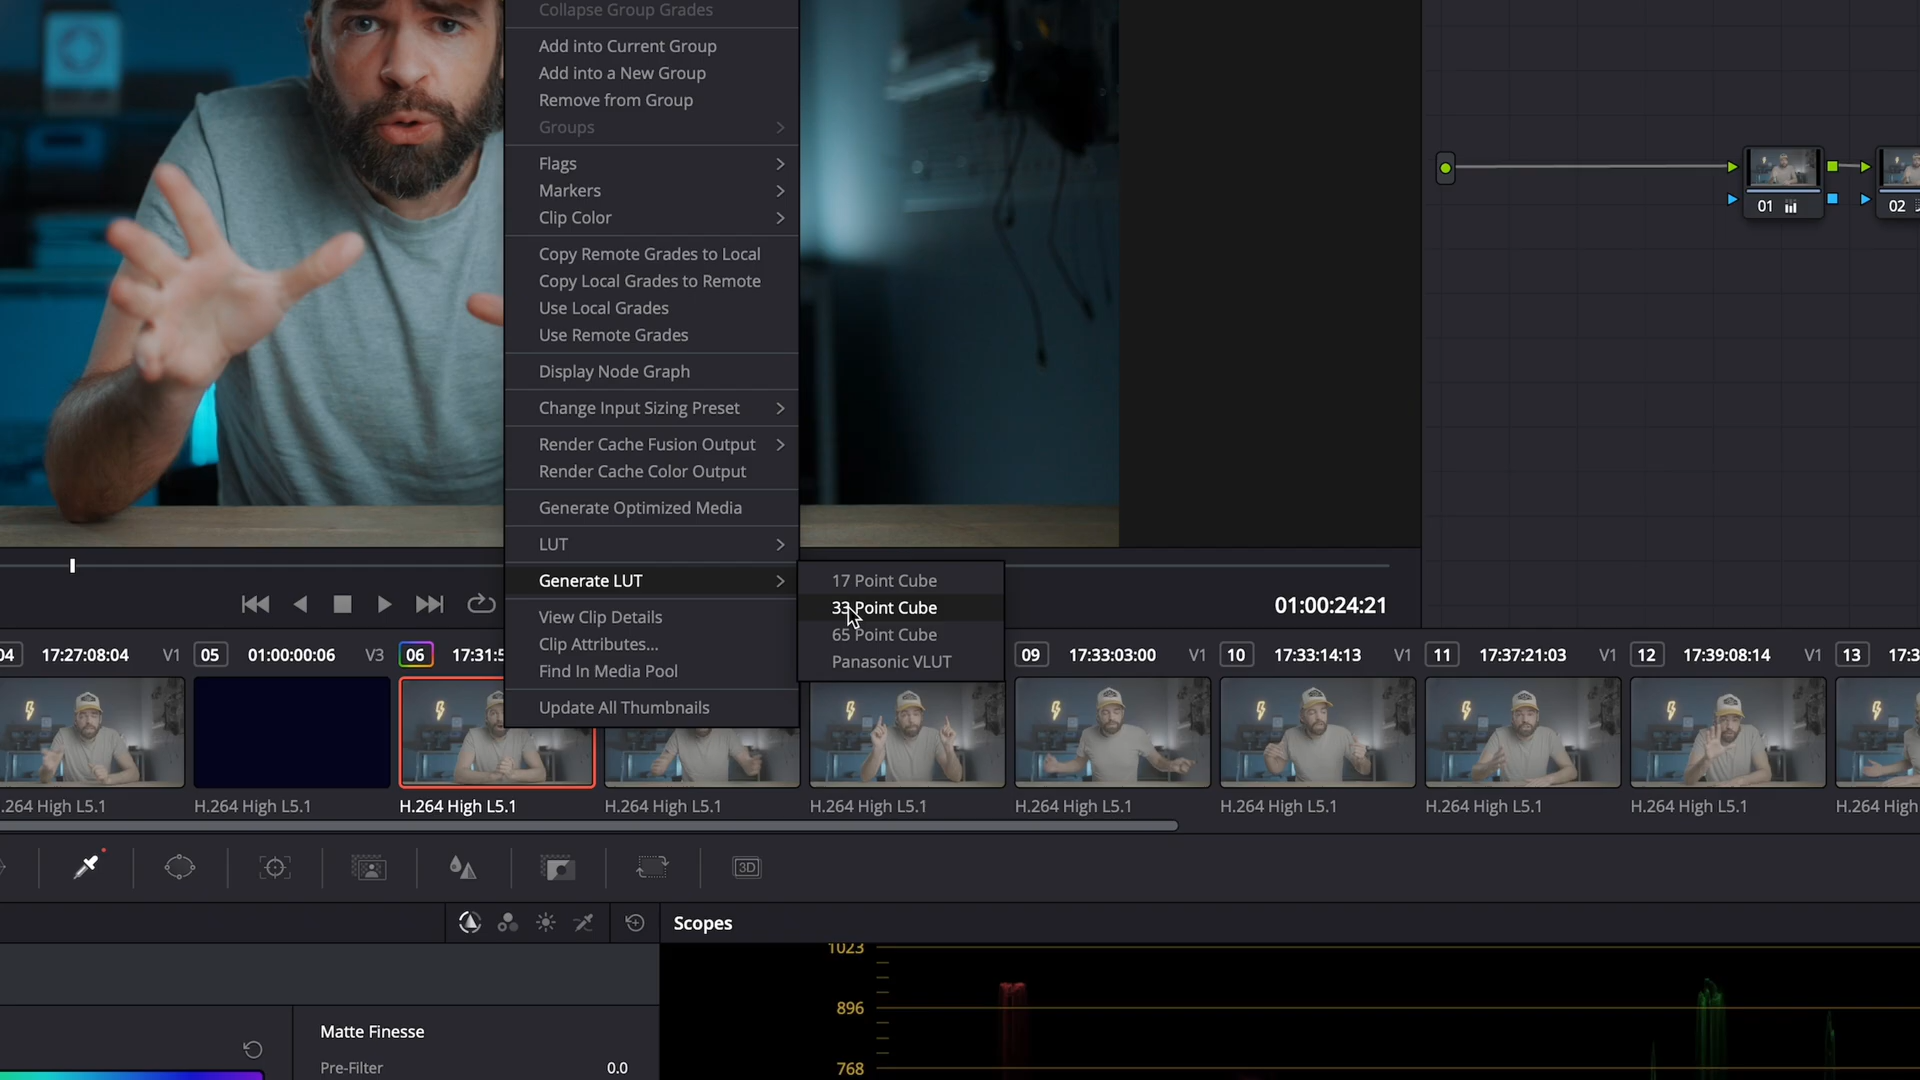 Collapse Group Grades
Add into Current Group
Add into a New Group
Remove from Group
Groups
Flags
Markers
Clip Color
Copy Remote Grades to Local
Copy Local Grades to Remote
Use Local Grades
Use Remote Grades
Display Node Graph
Change Input Sizing Preset
Render Cache Fusion Output
Render Cache Color Output
Generate Optimized Media
LUT
Generate LUT
View Clip Details
Clip Attributes...
Find In Media Pool
Update All Thumbnails
17 Point Cube
33 Point Cube
65 Point Cube
Panasonic VLUT
01
02
01:00:24:21
04 17:27:08:04 V1 05 01:00:00:06 V3 06 17:31:5 09 17:33:03:00 V1 10 17:33:14:13 V1 11 17:37:21:03 V1 12 17:39:08:14 V1 13 17:3
.264 High L5.1 H.264 High L5.1 H.264 High L5.1 H.264 High L5.1 H.264 High L5.1 H.264 High L5.1 H.264 High L5.1 H.264 High L5.1 H.264 High L5.1 H.264 High
3D
Scopes
1023
896
768
Matte Finesse
Pre-Filter 0.0